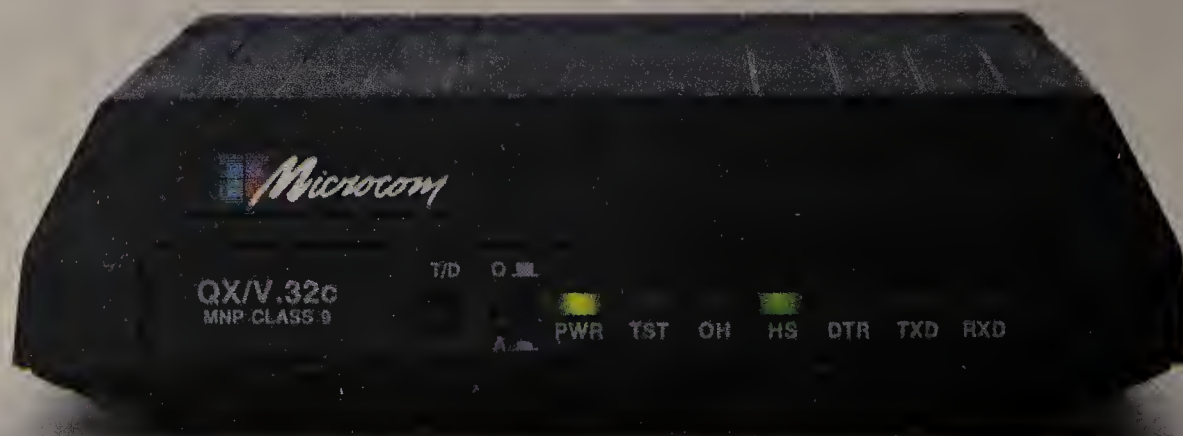 Microcom
T/D O
QX/V.32c
MNP CLASS 9
A
PWR TST OH HS DTR TXD RXD